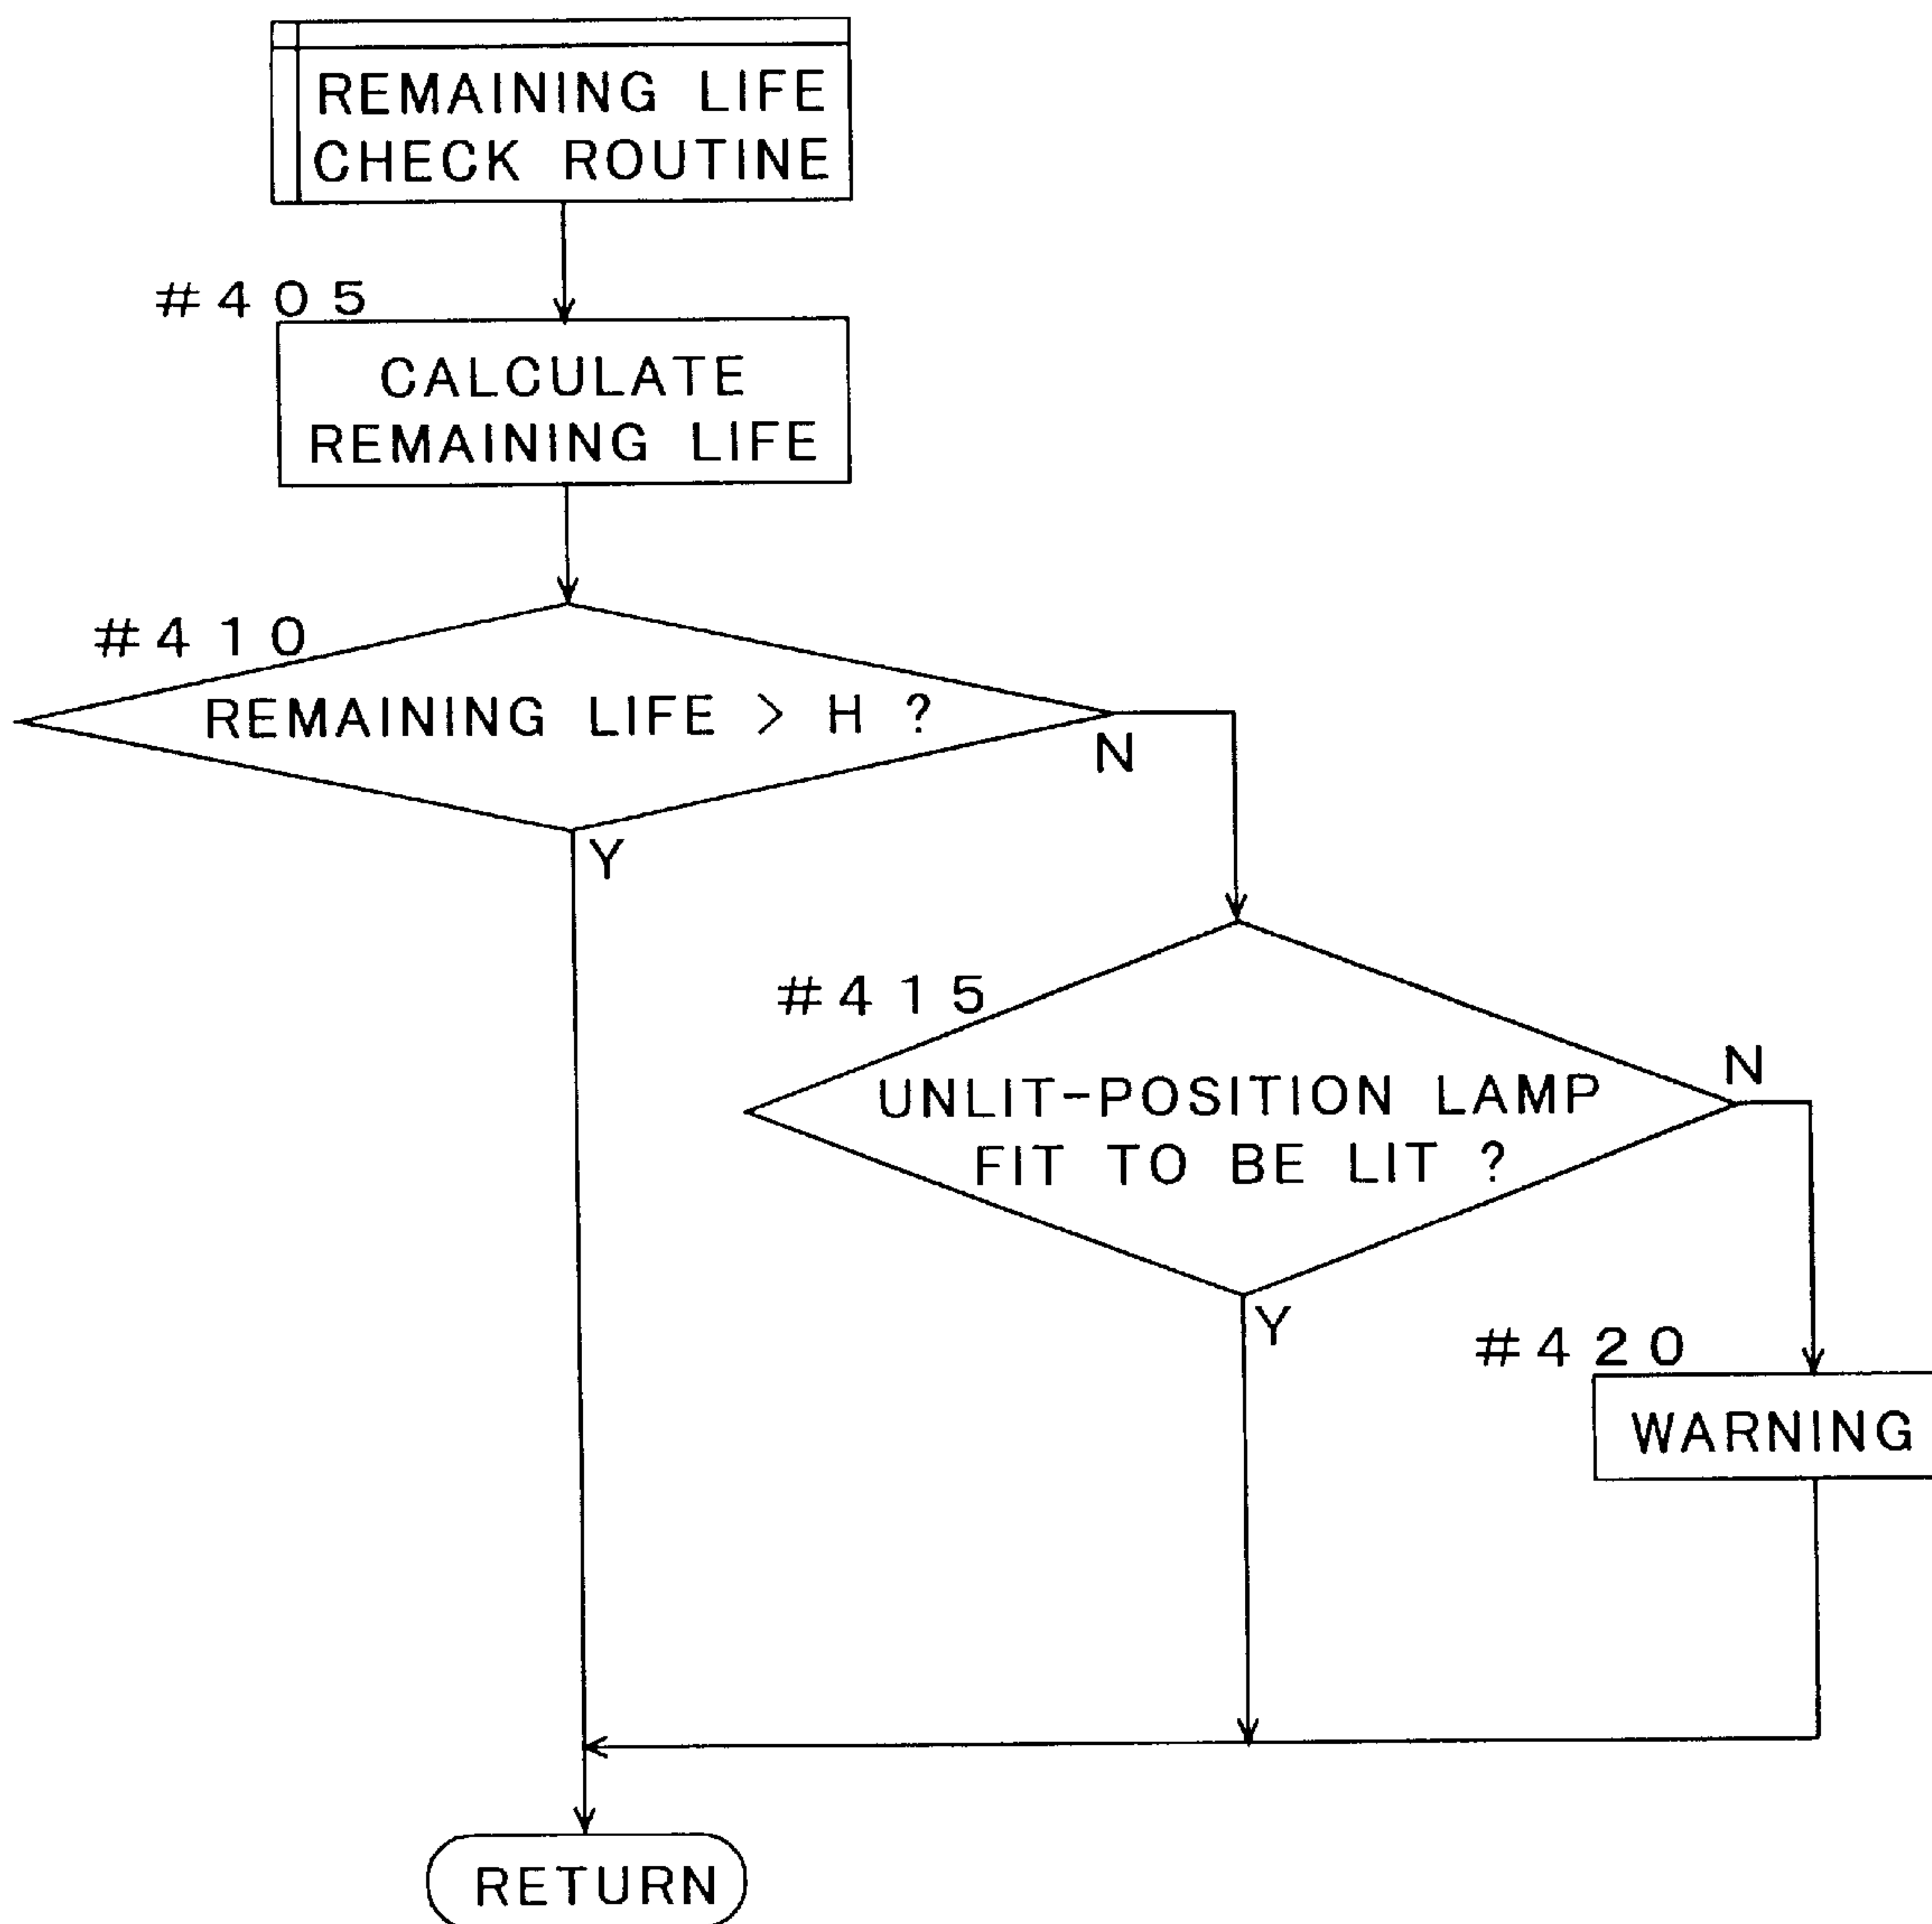 REMAINING LIFE
CHECK ROUTINE
#405
CALCULATE
REMAINING LIFE
#410
REMAINING LIFE > H ?
N
Y
#415
UNLIT-POSITION LAMP
FIT TO BE LIT ?
N
Y
#420
WARNING
RETURN